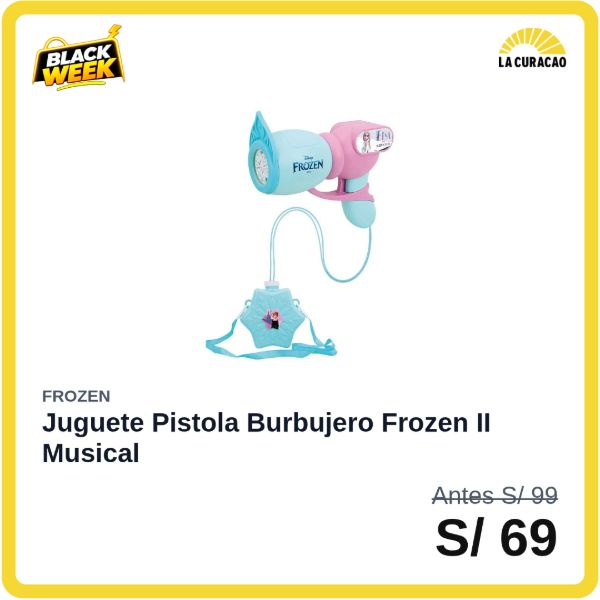 BLACK
WEEK
LA CURACAO
Disney
FROZEN
FROZEN
Juguete Pistola Burbujero Frozen II
Musical
Antes S/ 99
S/ 69